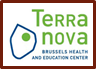 Terra
nova
BRUSSELS HEALTH
AND EDUCATION CENTER